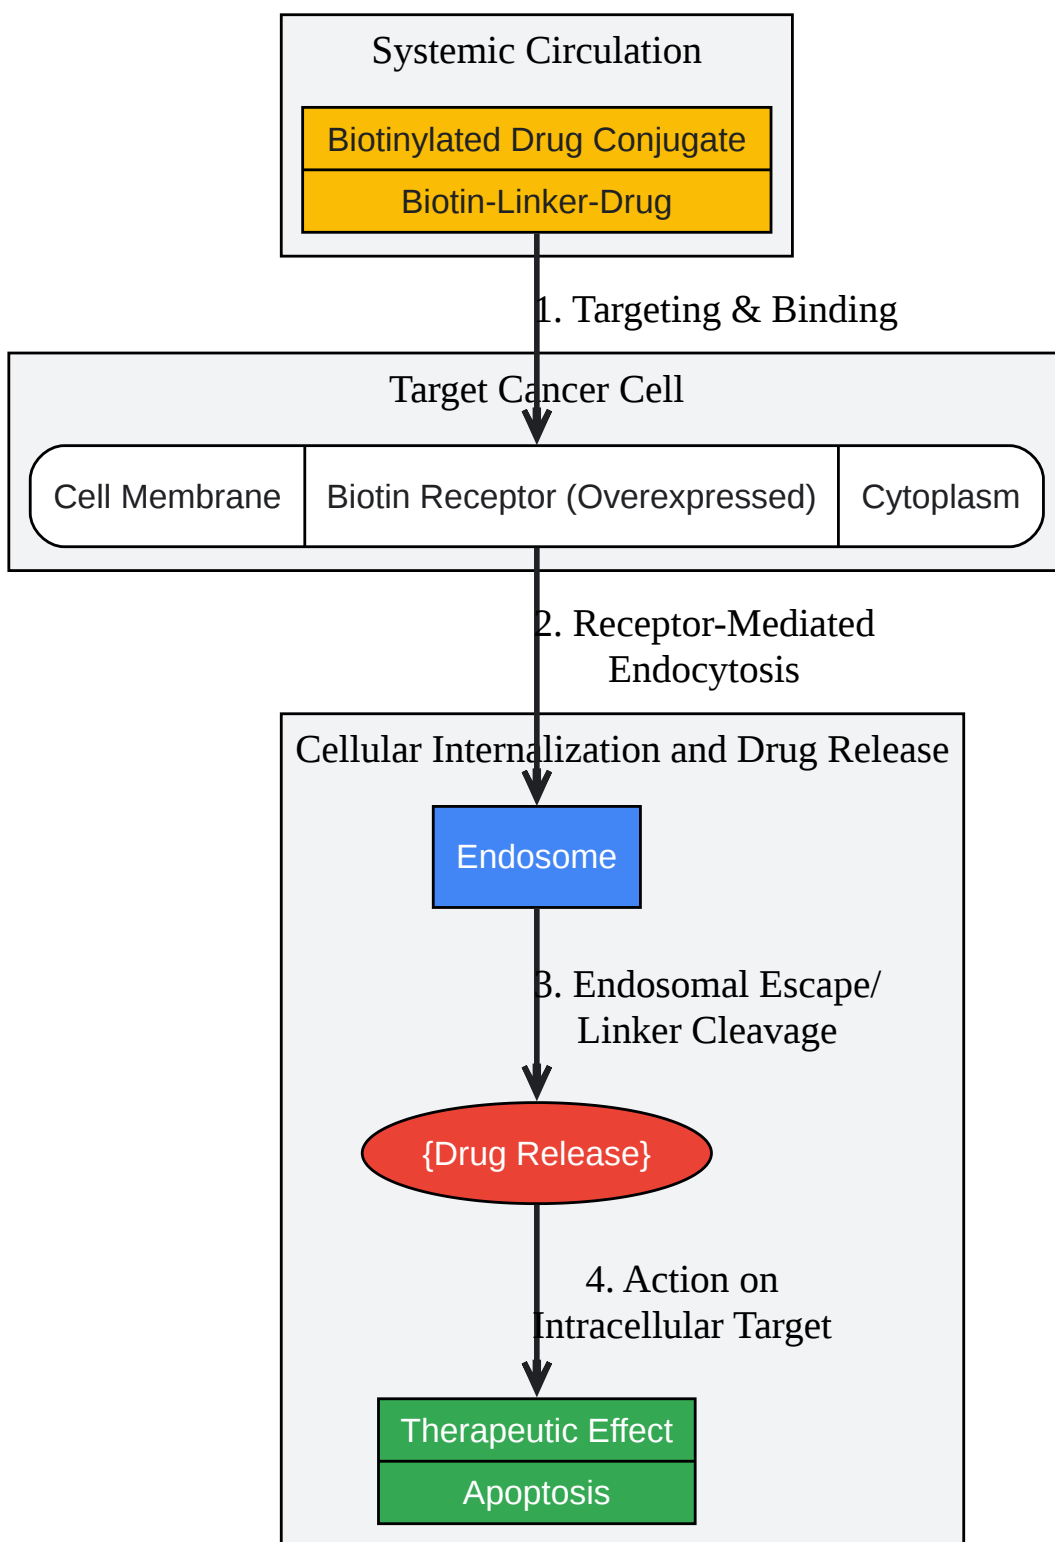 Systemic Circulation
Biotinylated Drug Conjugate
Biotin-Linker-Drug
1. Targeting & Binding
Target Cancer Cell
Cell Membrane
Biotin Receptor (Overexpressed)
Cytoplasm
2. Receptor-Mediated
Endocytosis
Cellular Internalization and Drug Release
Endosome
3. Endosomal Escape/
Linker Cleavage
{Drug Release}
4. Action on
Intracellular Target
Therapeutic Effect
Apoptosis